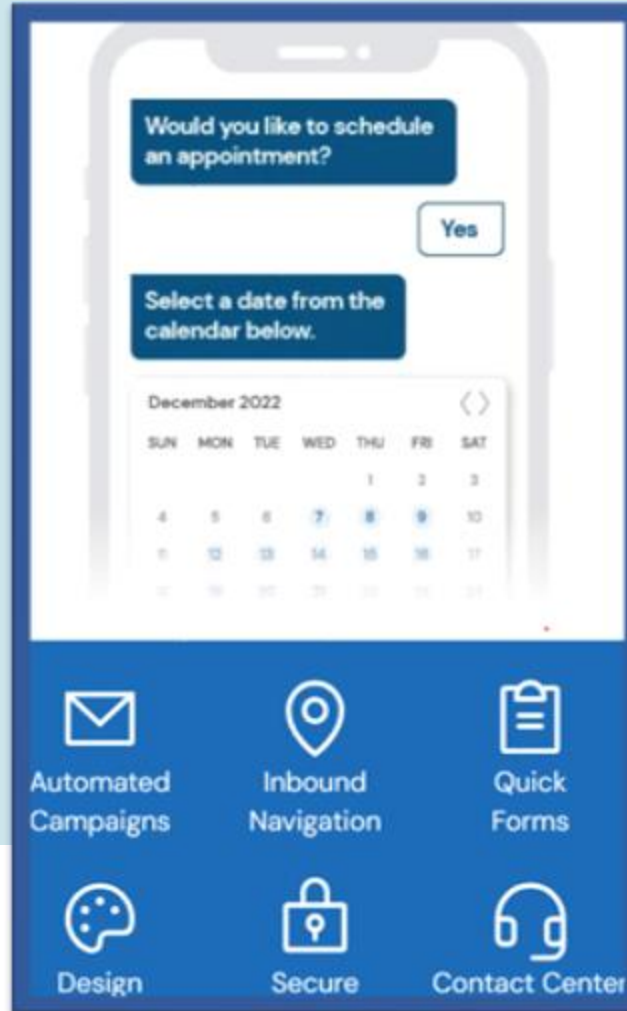 Would you like to schedule
an appointment?
Yes
Select a date from the
calendar below.
December 2022
SUN MON TUE WED THU FRI SAT
1 2 3
4 5 6 7 8 9 10
11 12 13 14 15 16 17
Automated Inbound Quick
Campaigns Navigation Forms
Design Secure Contact Center